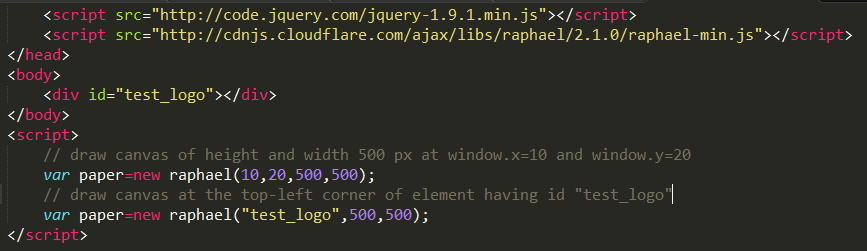 <script src="http://code.jquery.com/jquery-1.9.1.min.js"></script>
<script src="http://cdnjs.cloudflare.com/ajax/libs/raphael/2.1.0/raphael-min.js"></script>
</head>
<body>
<div id="test_logo"></div>
</body>
<script>
// draw canvas of height and width 500 px at window.x=10 and window.y=20
var paper=new raphael(10,20,500,500);
// draw canvas at the top-left corner of element having id "test_logo"
var paper=new raphael("test_logo",500,500);
</script>